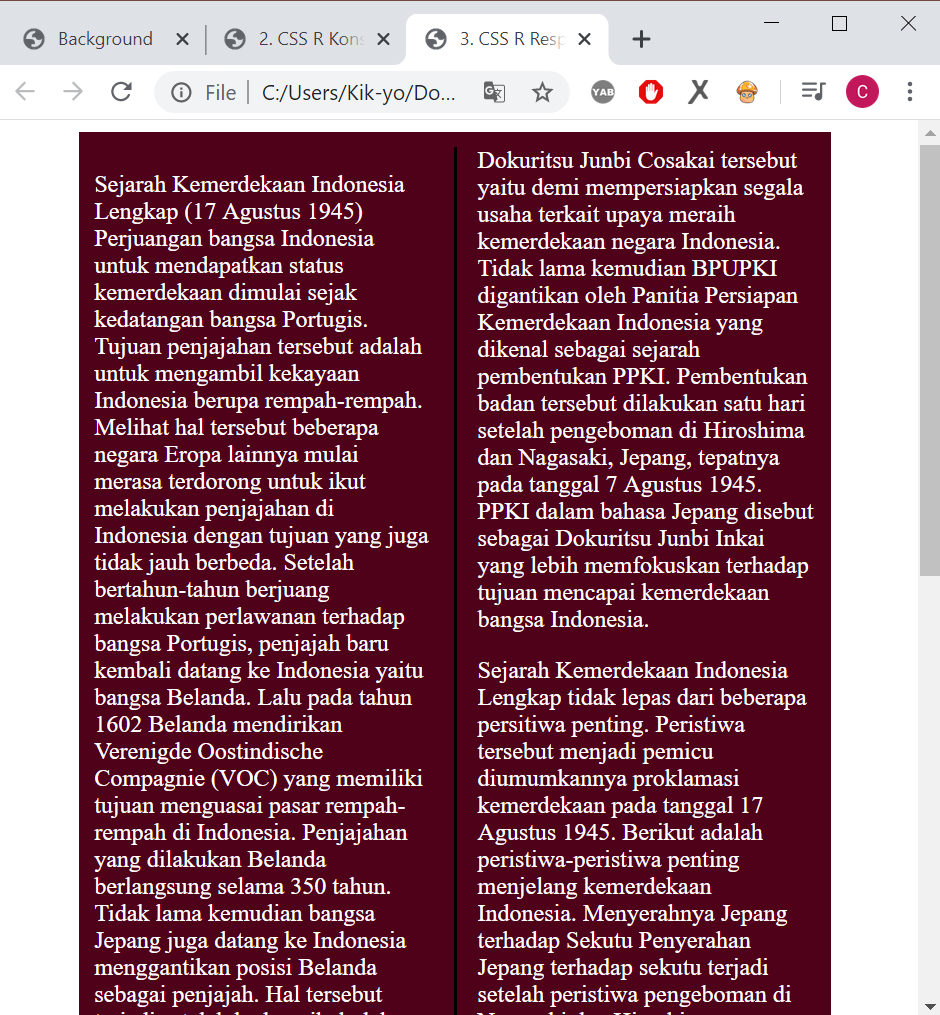 Background
2. CSS R Kons
3. CSS R Resp
File
C:/Users/Kik-yo/Do...
YAB
C
Sejarah Kemerdekaan Indonesia
Lengkap (17 Agustus 1945)
Perjuangan bangsa Indonesia
untuk mendapatkan status
kemerdekaan dimulai sejak
kedatangan bangsa Portugis.
Tujuan penjajahan tersebut adalah
untuk mengambil kekayaan
Indonesia berupa rempah-rempah.
Melihat hal tersebut beberapa
negara Eropa lainnya mulai
merasa terdorong untuk ikut
melakukan penjajahan di
Indonesia dengan tujuan yang juga
tidak jauh berbeda. Setelah
bertahun-tahun berjuang
melakukan perlawanan terhadap
bangsa Portugis, penjajah baru
kembali datang ke Indonesia yaitu
bangsa Belanda. Lalu pada tahun
1602 Belanda mendirikan
Verenigde Oostindische
Compagnie (VOC) yang memiliki
tujuan menguasai pasar rempah-
rempah di Indonesia. Penjajahan
yang dilakukan Belanda
berlangsung selama 350 tahun.
Tidak lama kemudian bangsa
Jepang juga datang ke Indonesia
menggantikan posisi Belanda
sebagai penjajah. Hal tersebut
Dokuritsu Junbi Cosakai tersebut
yaitu demi mempersiapkan segala
usaha terkait upaya meraih
kemerdekaan negara Indonesia.
Tidak lama kemudian BPUPKI
digantikan oleh Panitia Persiapan
Kemerdekaan Indonesia yang
dikenal sebagai sejarah
pembentukan PPKI. Pembentukan
badan tersebut dilakukan satu hari
setelah pengeboman di Hiroshima
dan Nagasaki, Jepang, tepatnya
pada tanggal 7 Agustus 1945.
PPKI dalam bahasa Jepang disebut
sebagai Dokuritsu Junbi Inkai
yang lebih memfokuskan terhadap
tujuan mencapai kemerdekaan
bangsa Indonesia.
Sejarah Kemerdekaan Indonesia
Lengkap tidak lepas dari beberapa
persitiwa penting. Peristiwa
tersebut menjadi pemicu
diumumkannya proklamasi
kemerdekaan pada tanggal 17
Agustus 1945. Berikut adalah
peristiwa-peristiwa penting
menjelang kemerdekaan
Indonesia. Menyerahnya Jepang
terhadap Sekutu Penyerahan
Jepang terhadap sekutu terjadi
setelah peristiwa pengeboman di